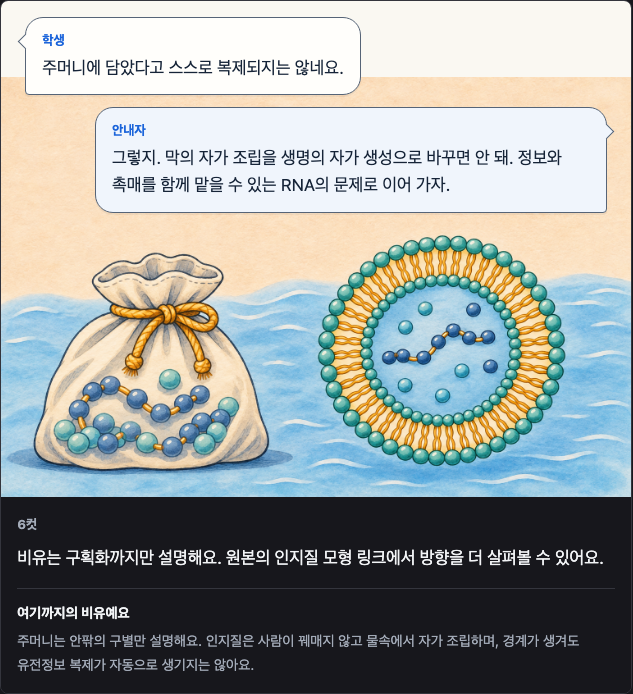 학생
주머니에 담았다고 스스로 복제되지는 않네요.
안내자
그렇지. 막의 자가 조립을 생명의 자가 생성으로 바꾸면 안 돼. 정보와
촉매를 함께 맡을 수 있는 RNA의 문제로 이어 가자.
6컷
비유는 구획화까지만 설명해요. 원본의 인지질 모형 링크에서 방향을 더 살펴볼 수 있어요.
여기까지의 비유예요
주머니는 안팎의 구별만 설명해요. 인지질은 사람이 꿰매지 않고 물속에서 자가 조립하며, 경계가 생겨도
유전정보 복제가 자동으로 생기지는 않아요.